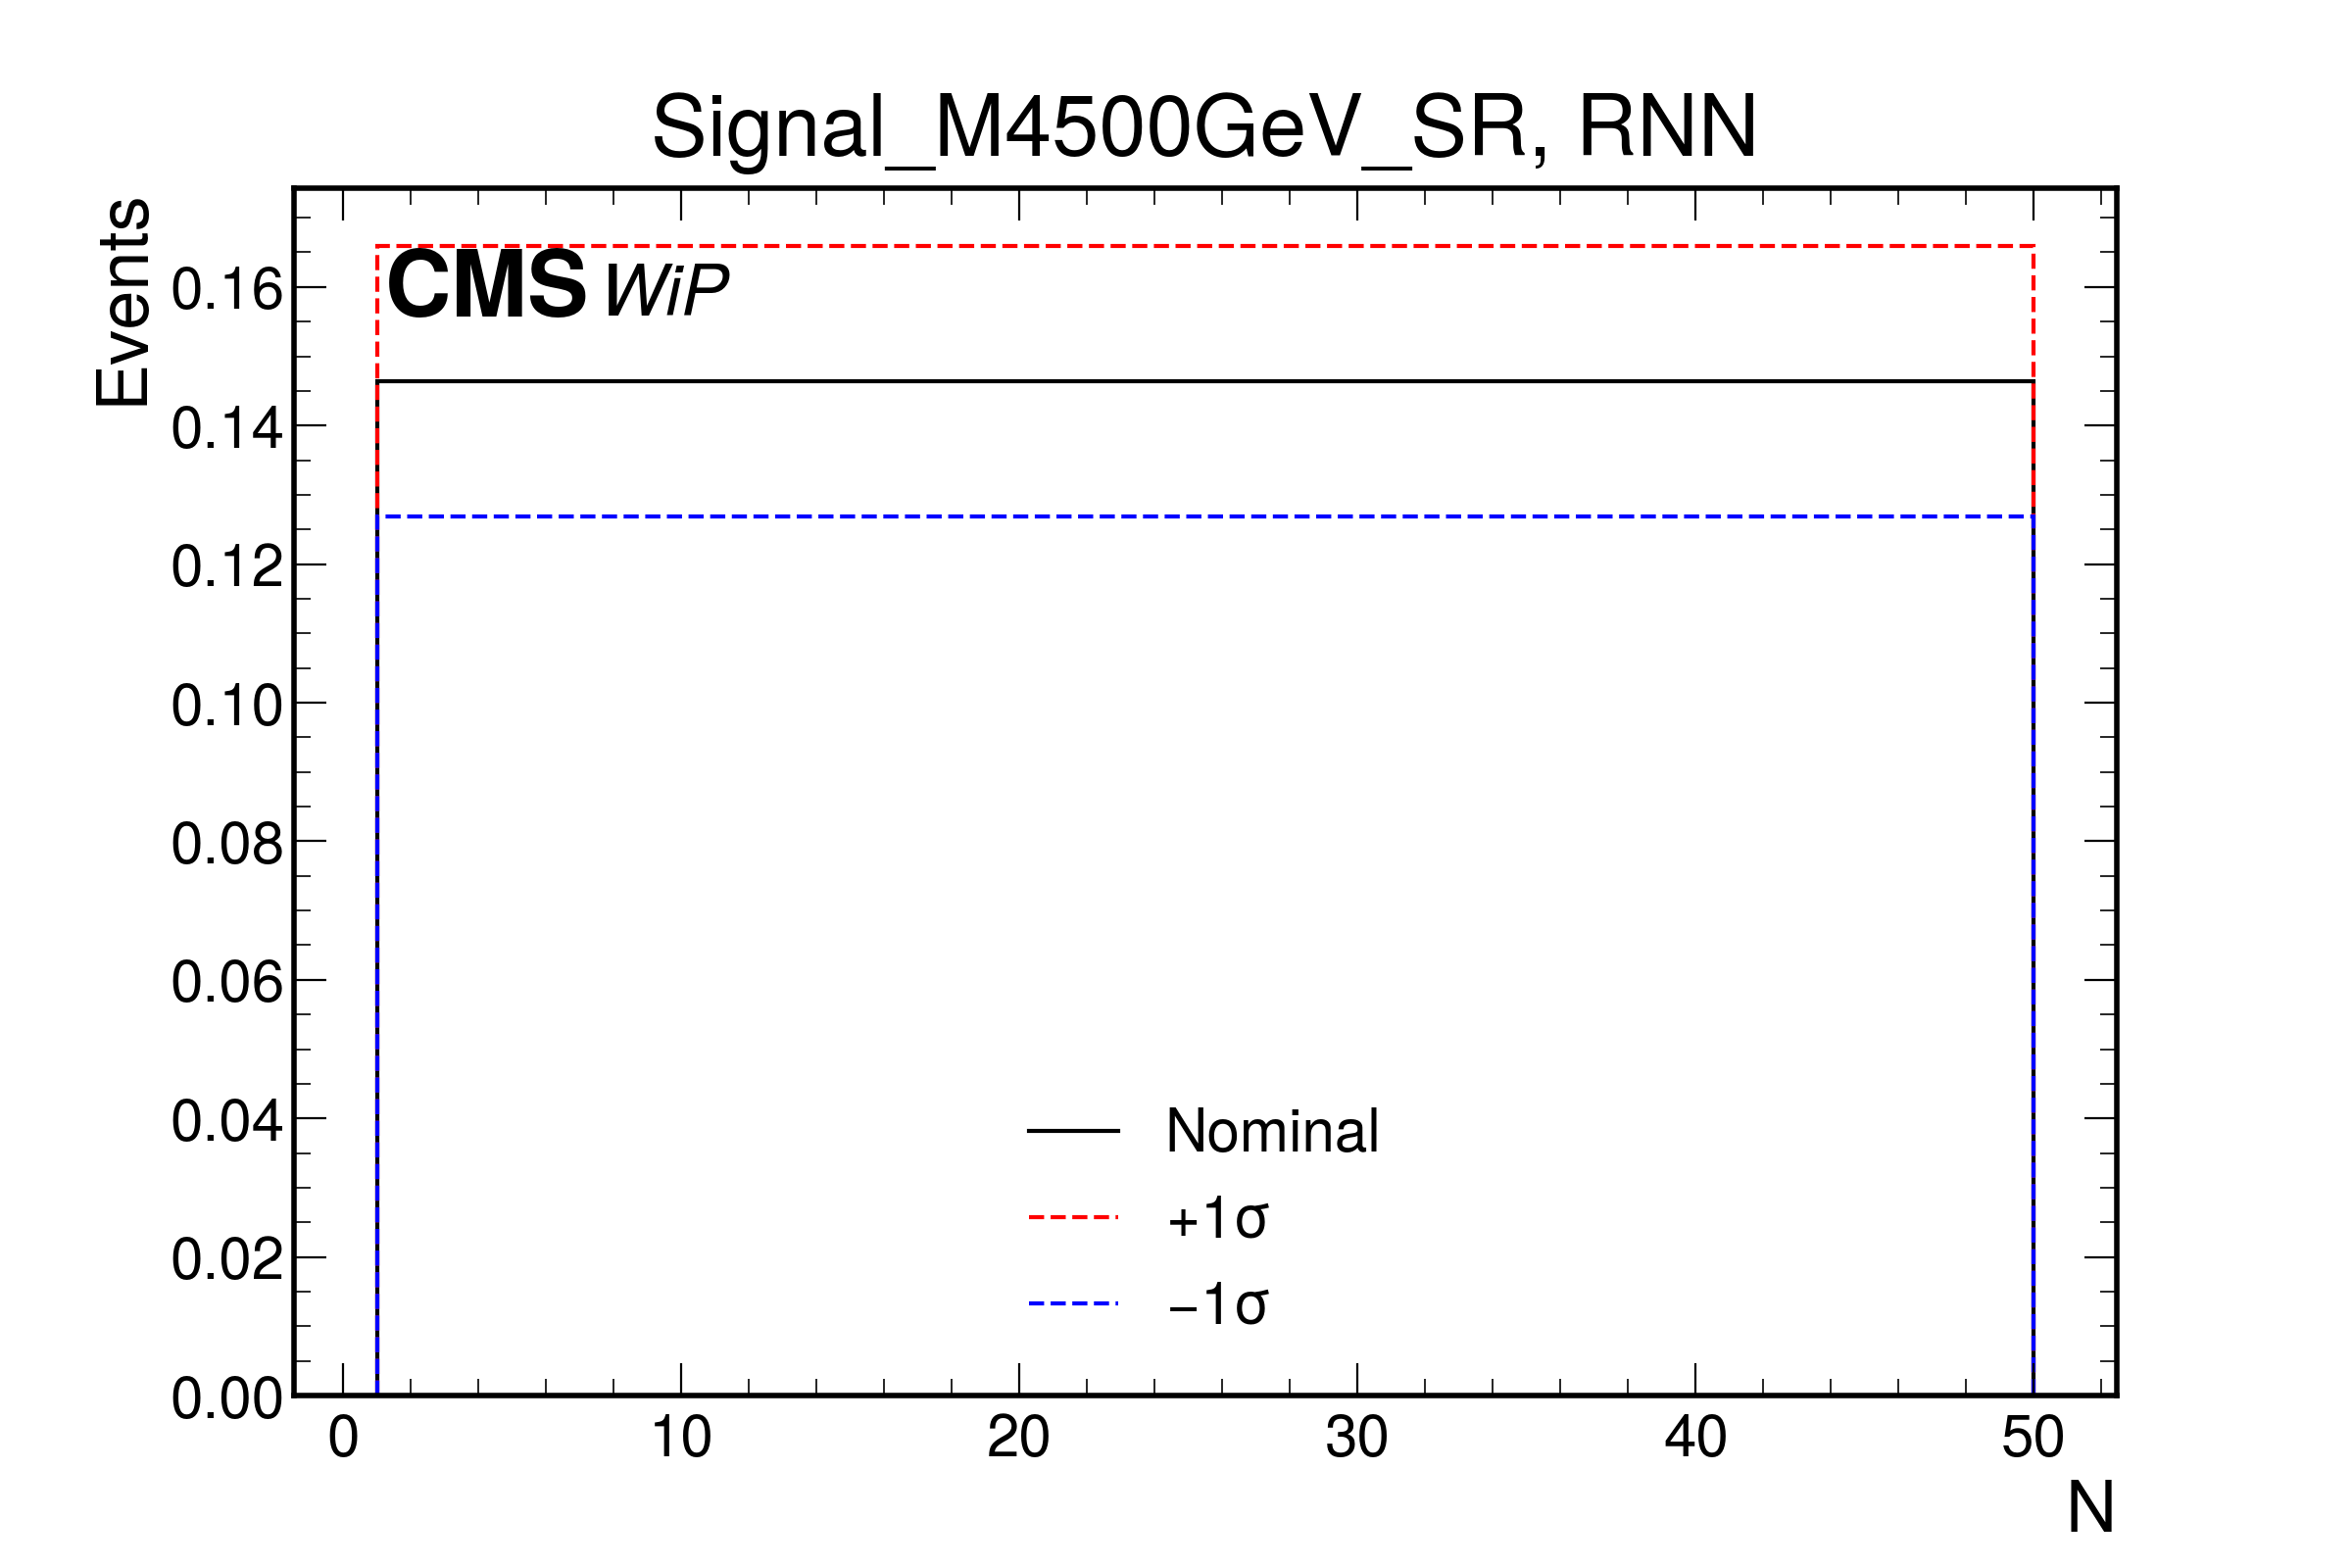 Signal_M4500GeV_SR, RNN
Events
CMS WiP
0.16
0.14
0.12
0.10
0.08
0.06
0.04
0.02
0.00
Nominal
+1σ
−1σ
0 10 20 30 40 50
N